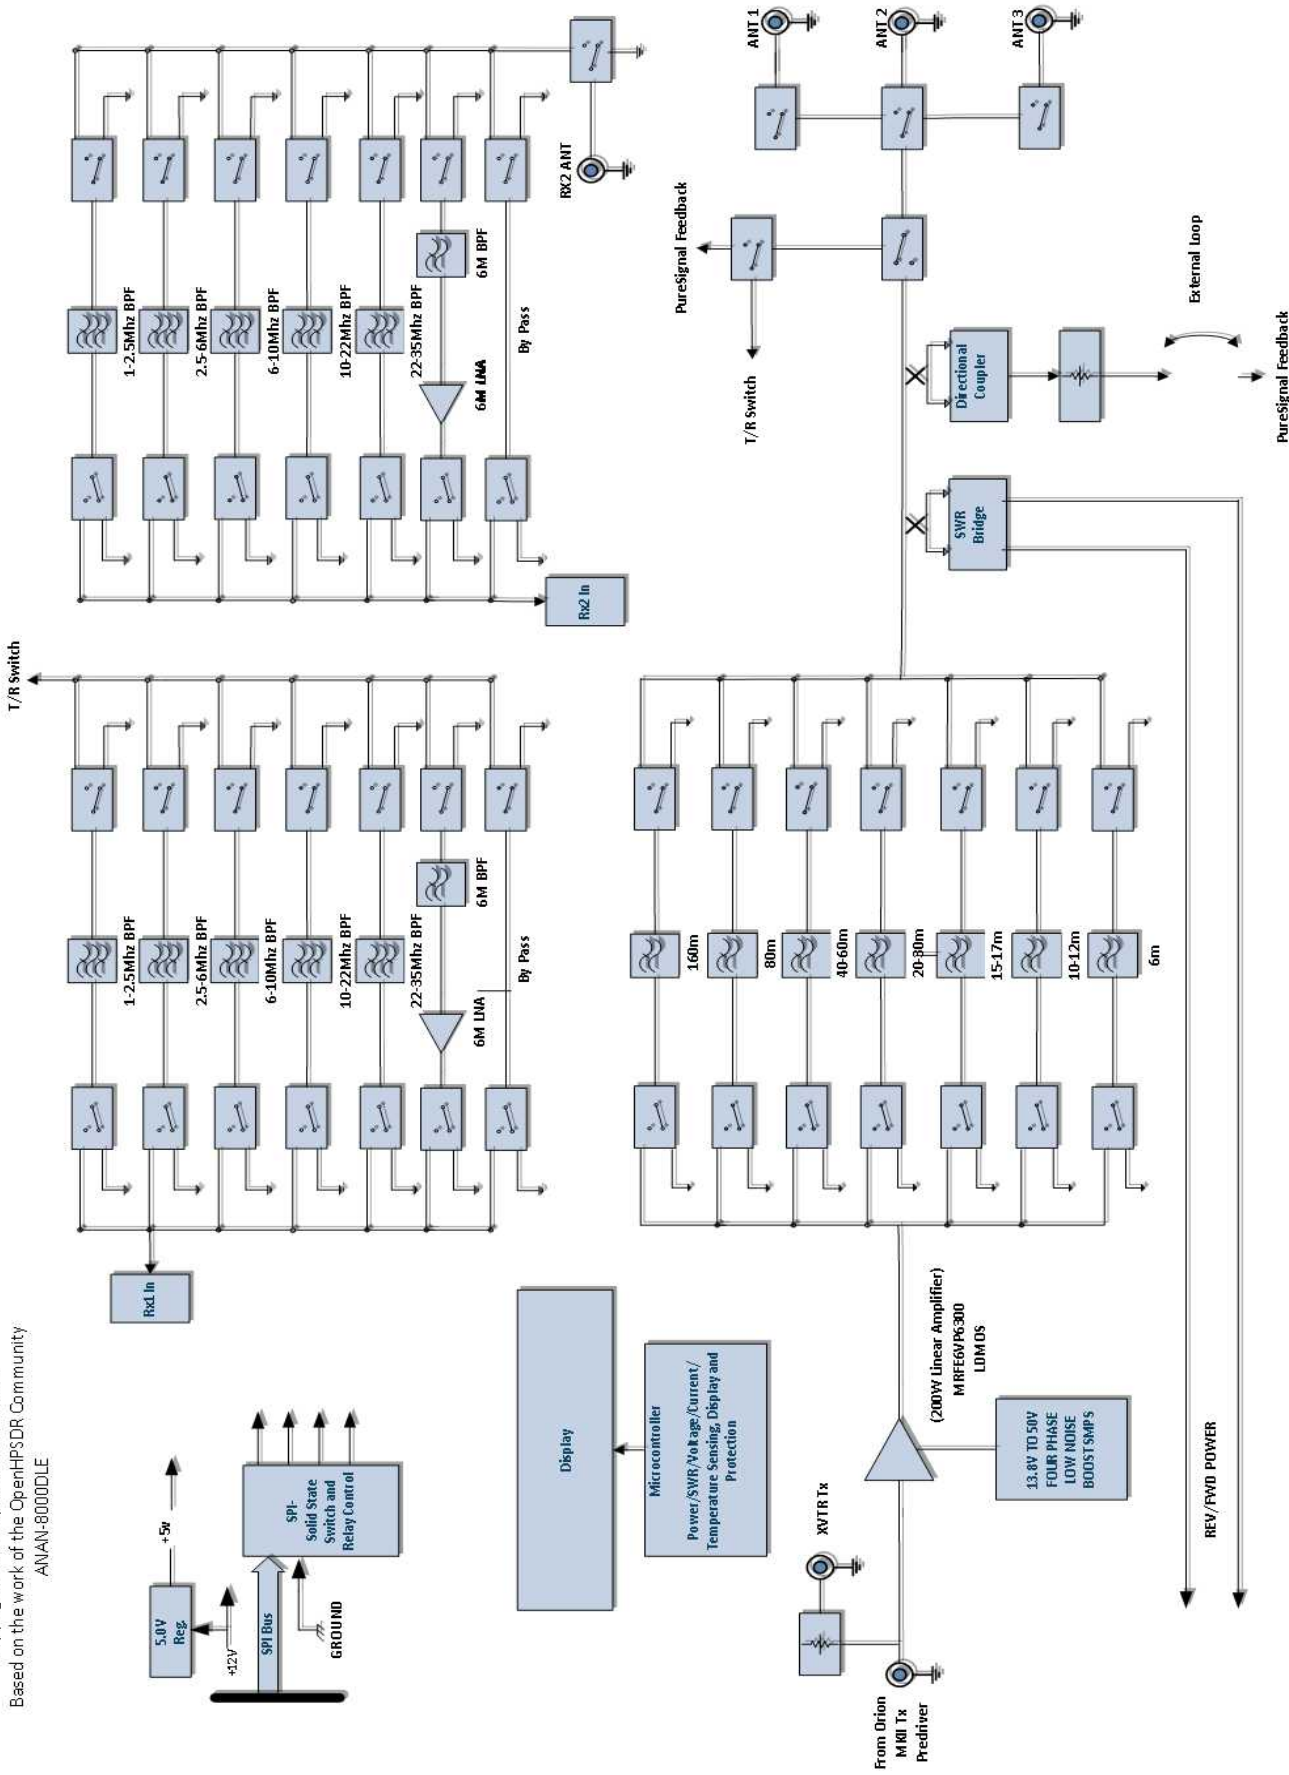 Based on the work of the OpenHPSDR Community
ANAN-8000DLE
5.0V
Reg.
+5v
+12V
SPI Bus
GROUND
SPI-
Solid State
Switch and
Relay Control
Rx1 In
T/R Switch
1-2.5Mhz BPF
2.5-6Mhz BPF
6-10Mhz BPF
10-22Mhz BPF
22-35Mhz BPF
6M LNA
6M BPF
By Pass
Rx2 In
1-2.5Mhz BPF
2.5-6Mhz BPF
6-10Mhz BPF
10-22Mhz BPF
22-35Mhz BPF
6M LNA
6M BPF
By Pass
RX2 ANT
Display
Microcontroller
Power/SWR/Voltage/Current/
Temperature Sensing, Display and
Protection
XVTR Tx
From Orion
MKII Tx
Predriver
(200W Linear Amplifier)
MRFE6VP6300
LDMOS
13.8V TO 50V
FOUR PHASE
LOW NOISE
BOOST SMPS
160m
80m
40-60m
20-30m
15-17m
10-12m
6m
SWR
Bridge
Directional
Coupler
T/R Switch
PureSignal Feedback
ANT 1
ANT 2
ANT 3
External Loop
PureSignal Feedback
REV/FWD POWER